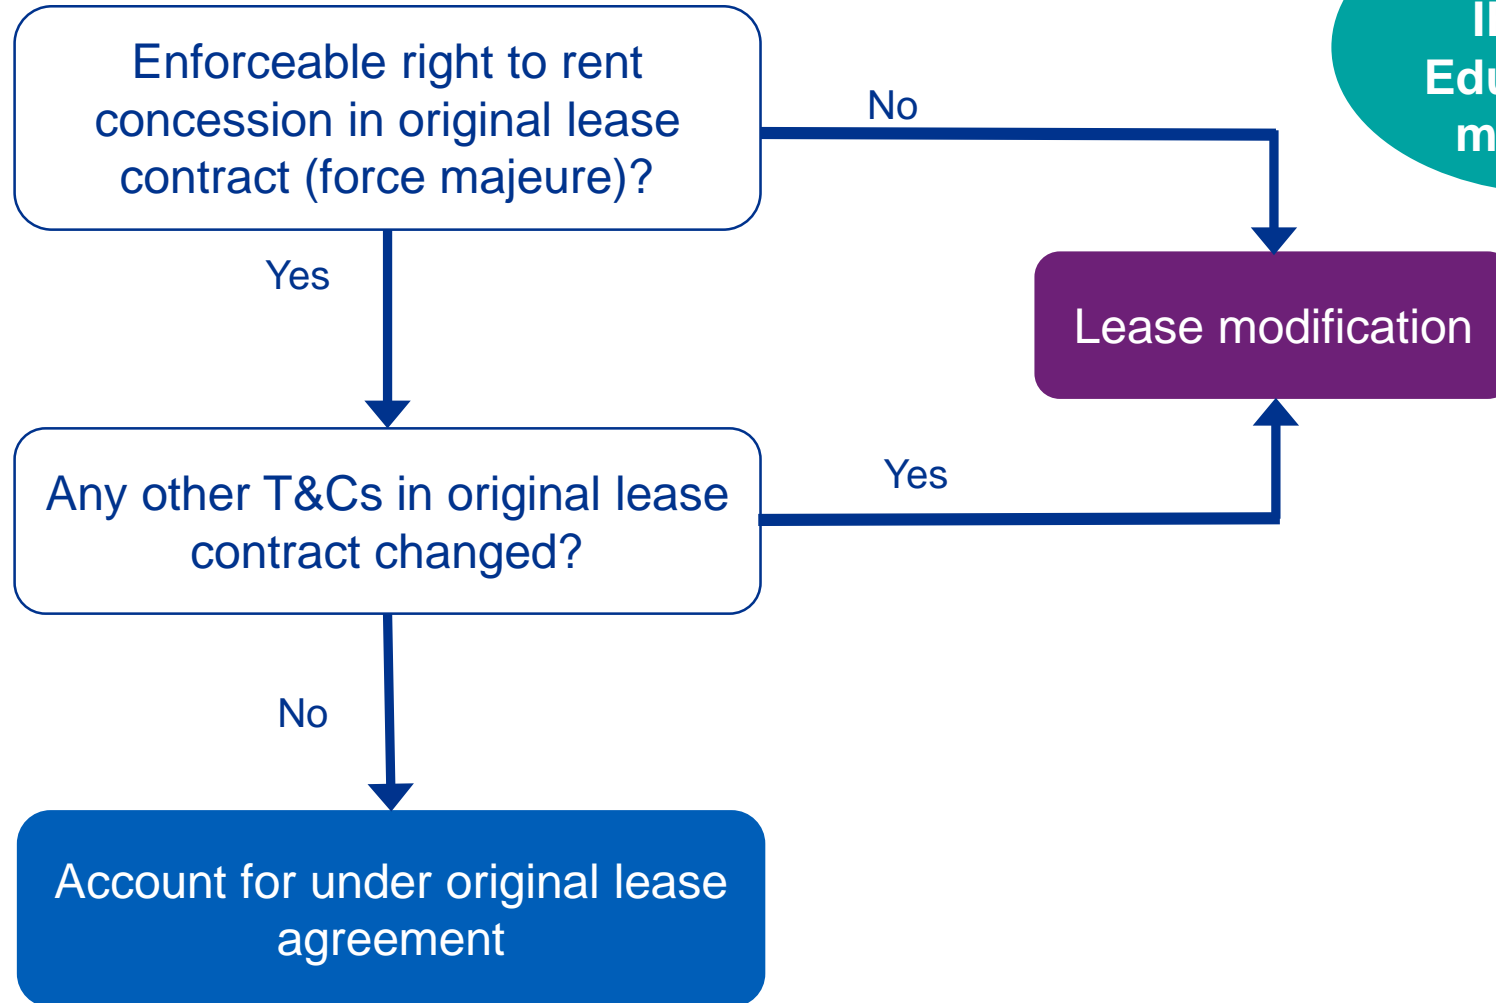 Enforceable right to rent
concession in original lease
contract (force majeure)?
No
Yes
Lease modification
Any other T&Cs in original lease
contract changed?
Yes
No
Account for under original lease
agreement